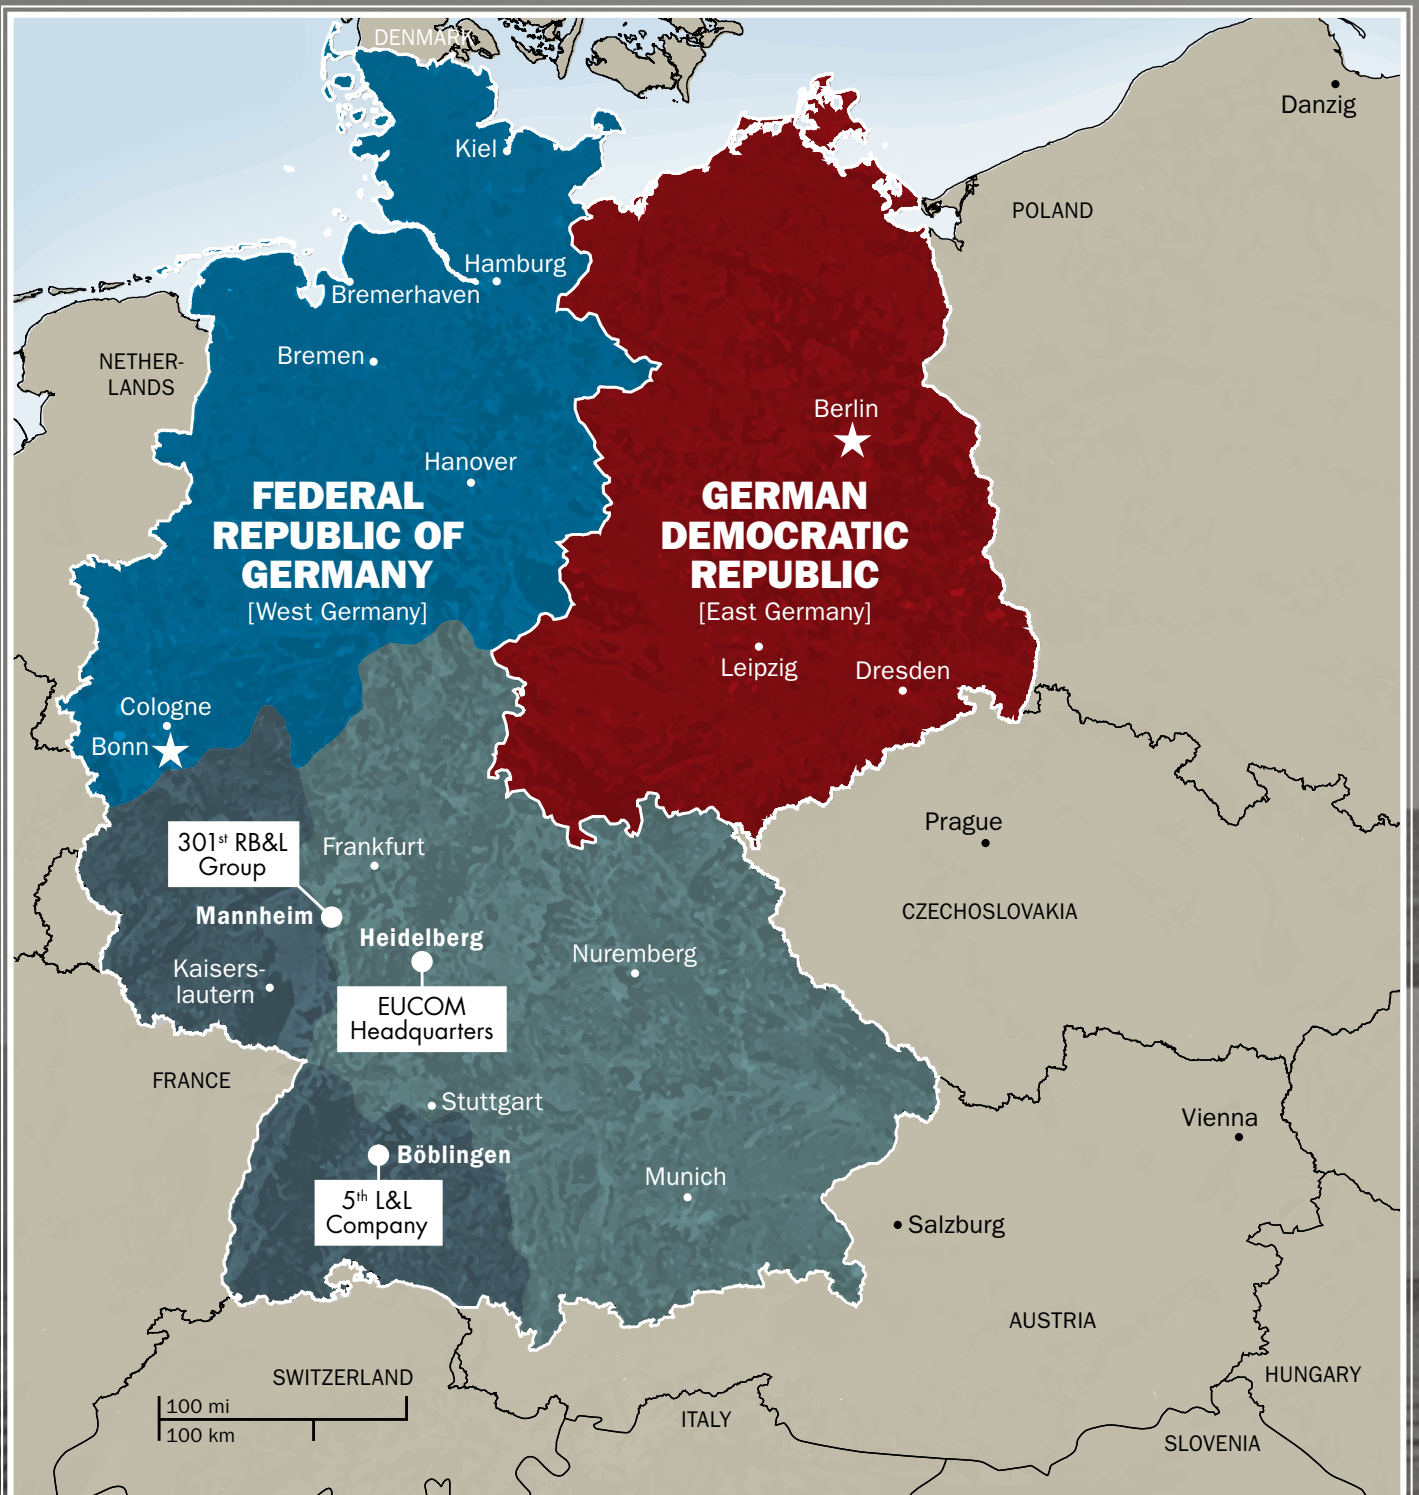 DENMARK
Danzig
Kiel
POLAND
Hamburg
Bremerhaven
Bremen
NETHER-
LANDS
Berlin
Hanover
FEDERAL
REPUBLIC OF
GERMANY
[West Germany]
GERMAN
DEMOCRATIC
REPUBLIC
[East Germany]
Leipzig
Dresden
Cologne
Bonn
Prague
301st RB&L
Group
Frankfurt
Mannheim
Heidelberg
CZECHOSLOVAKIA
Nuremberg
Kaisers-
lautern
EUCOM
Headquarters
FRANCE
Stuttgart
Vienna
Böblingen
Munich
5th L&L
Company
Salzburg
AUSTRIA
SWITZERLAND
HUNGARY
100 mi
100 km
ITALY
SLOVENIA